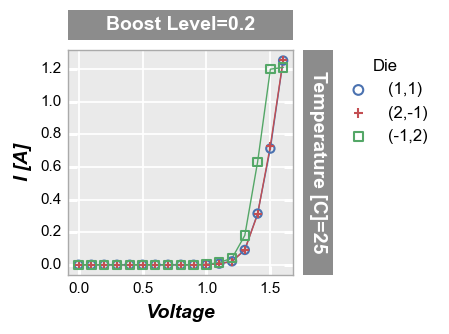 Boost Level=0.2
1.2
1.0
0.8
0.6
0.4
0.2
0.0
I [A]
0.0
0.5
1.0
1.5
Voltage
Temperature [C]=25
Die
(1,1)
(2,-1)
(-1,2)